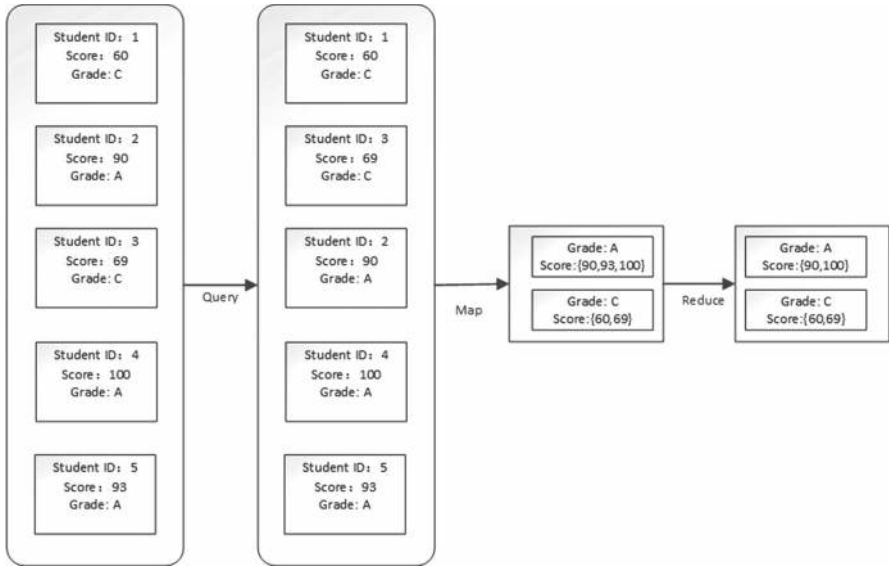 Student ID：1
Score：60
Grade: C
Student ID：2
Score：90
Grade: A
Student ID：3
Score：69
Grade: C
Student ID：4
Score：100
Grade: A
Student ID：5
Score：93
Grade: A
Query
Student ID：1
Score：60
Grade: C
Student ID：3
Score：69
Grade: C
Student ID：2
Score：90
Grade: A
Student ID：4
Score：100
Grade: A
Student ID：5
Score：93
Grade: A
Map
Grade: A
Score:{90,93,100}
Grade: C
Score:{60,69}
Reduce
Grade: A
Score:{90,100}
Grade: C
Score:{60,69}